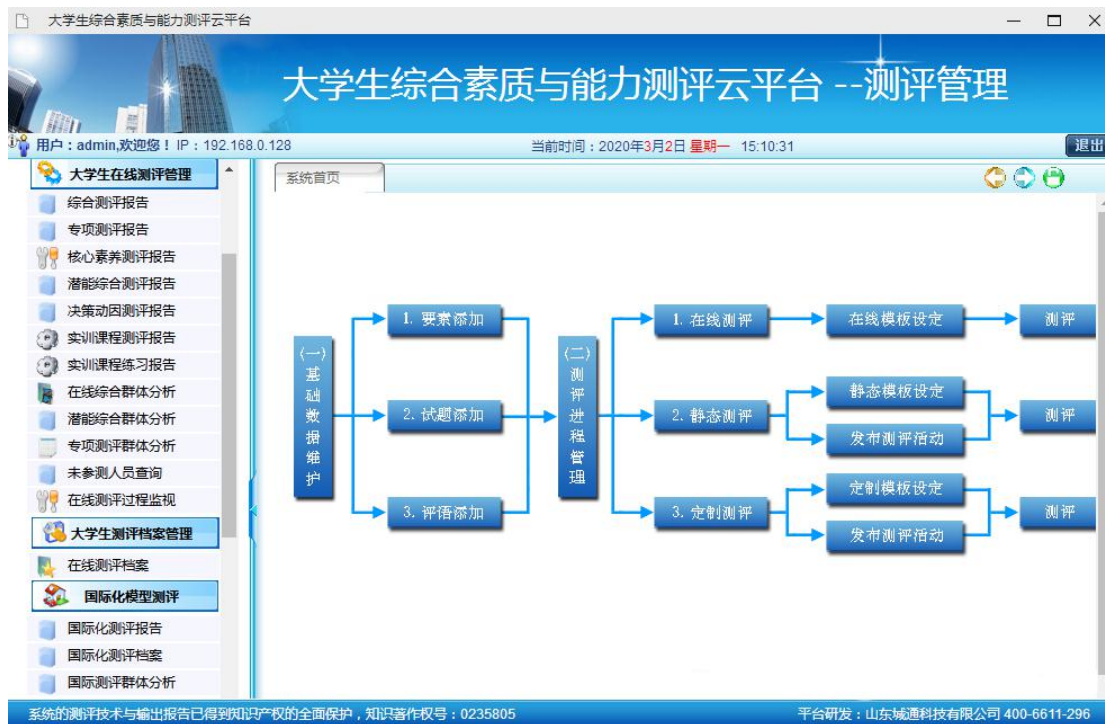 大学生综合素质与能力测评云平台
大学生综合素质与能力测评云平台 --测评管理
用户：admin,欢迎您！ IP：192.168.0.128
当前时间：2020年3月2日 星期一 15:10:31
退出
大学生在线测评管理
综合测评报告
专项测评报告
核心素养测评报告
潜能综合测评报告
决策动因测评报告
实训课程测评报告
实训课程练习报告
在线综合群体分析
潜能综合群体分析
专项测评群体分析
未参测人员查询
在线测评过程监视
大学生测评档案管理
在线测评档案
国际化模型测评
国际化测评报告
国际化测评档案
国际测评群体分析
系统首页
(一)基础数据维护
1. 要素添加
2. 试题添加
3. 评语添加
(二)测评进程管理
1. 在线测评
在线模板设定
测评
2. 静态测评
静态模板设定
发布测评活动
测评
3. 定制测评
定制模板设定
发布测评活动
测评
系统的测评技术与输出报告已得到知识产权的全面保护，知识著作权号：0235805
平台研发：山东城通科技有限公司 400-6611-296